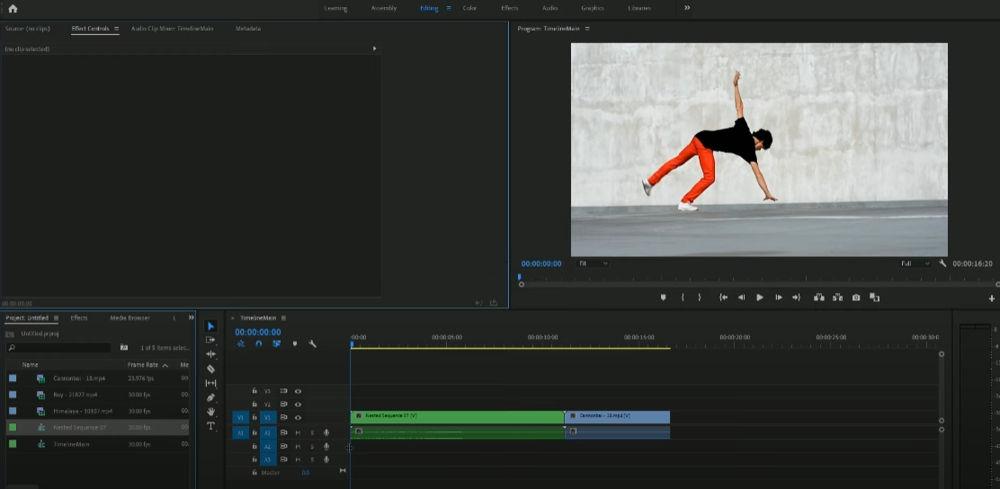 Learning Assembly Editing Color Effects Audio Graphics Libraries
Source: (no clips) Effect Controls Audio Clip Mixer: TimelineMain Metadata
Program: TimelineMain
(no clip selected)
00:00:00:00 Fit Full 00:00:16:20
00:00:00:00
Project: Untitled Effects Media Browser
TimelineMain
Untitled.prproj
00:00:00:00
:00:00 00:00:05:00 00:00:10:00 00:00:15:00 00:00:20:00 00:00:25:00 00:00:30:0
1 of 5 items selec...
Name Frame Rate Me
Cannonbal - 18.mp4 23.976 fps 00:
Boy - 21827.mp4 30.00 fps 00:
Himalaya - 10107.mp4 30.00 fps 00:
Nested Sequence 07 30.00 fps 00:
TimelineMain 30.00 fps 00:
V3
V2
V1 V1 Nested Sequence 07 [V] Cannonbal - 18.mp4 [V]
A1 A1 M S
A2 M S
A3 M S
Master 0.0